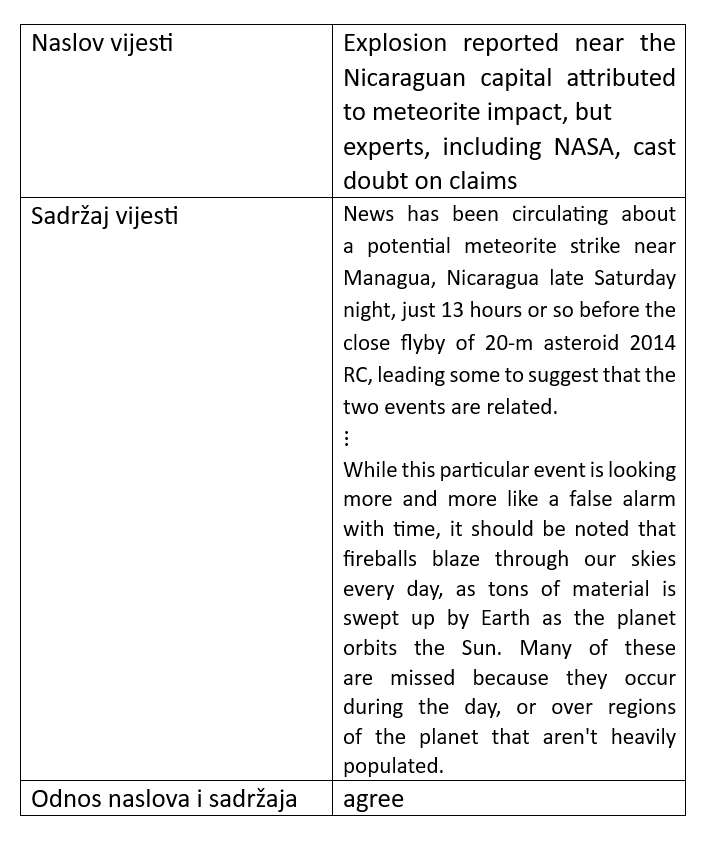 Naslov vijesti
Explosion reported near the
Nicaraguan capital attributed
to meteorite impact, but
experts, including NASA, cast
doubt on claims
Sadržaj vijesti
News has been circulating about
a potential meteorite strike near
Managua, Nicaragua late Saturday
night, just 13 hours or so before the
close flyby of 20-m asteroid 2014
RC, leading some to suggest that the
two events are related.
⋮
While this particular event is looking
more and more like a false alarm
with time, it should be noted that
fireballs blaze through our skies
every day, as tons of material is
swept up by Earth as the planet
orbits the Sun. Many of these
are missed because they occur
during the day, or over regions
of the planet that aren't heavily
populated.
Odnos naslova i sadržaja
agree